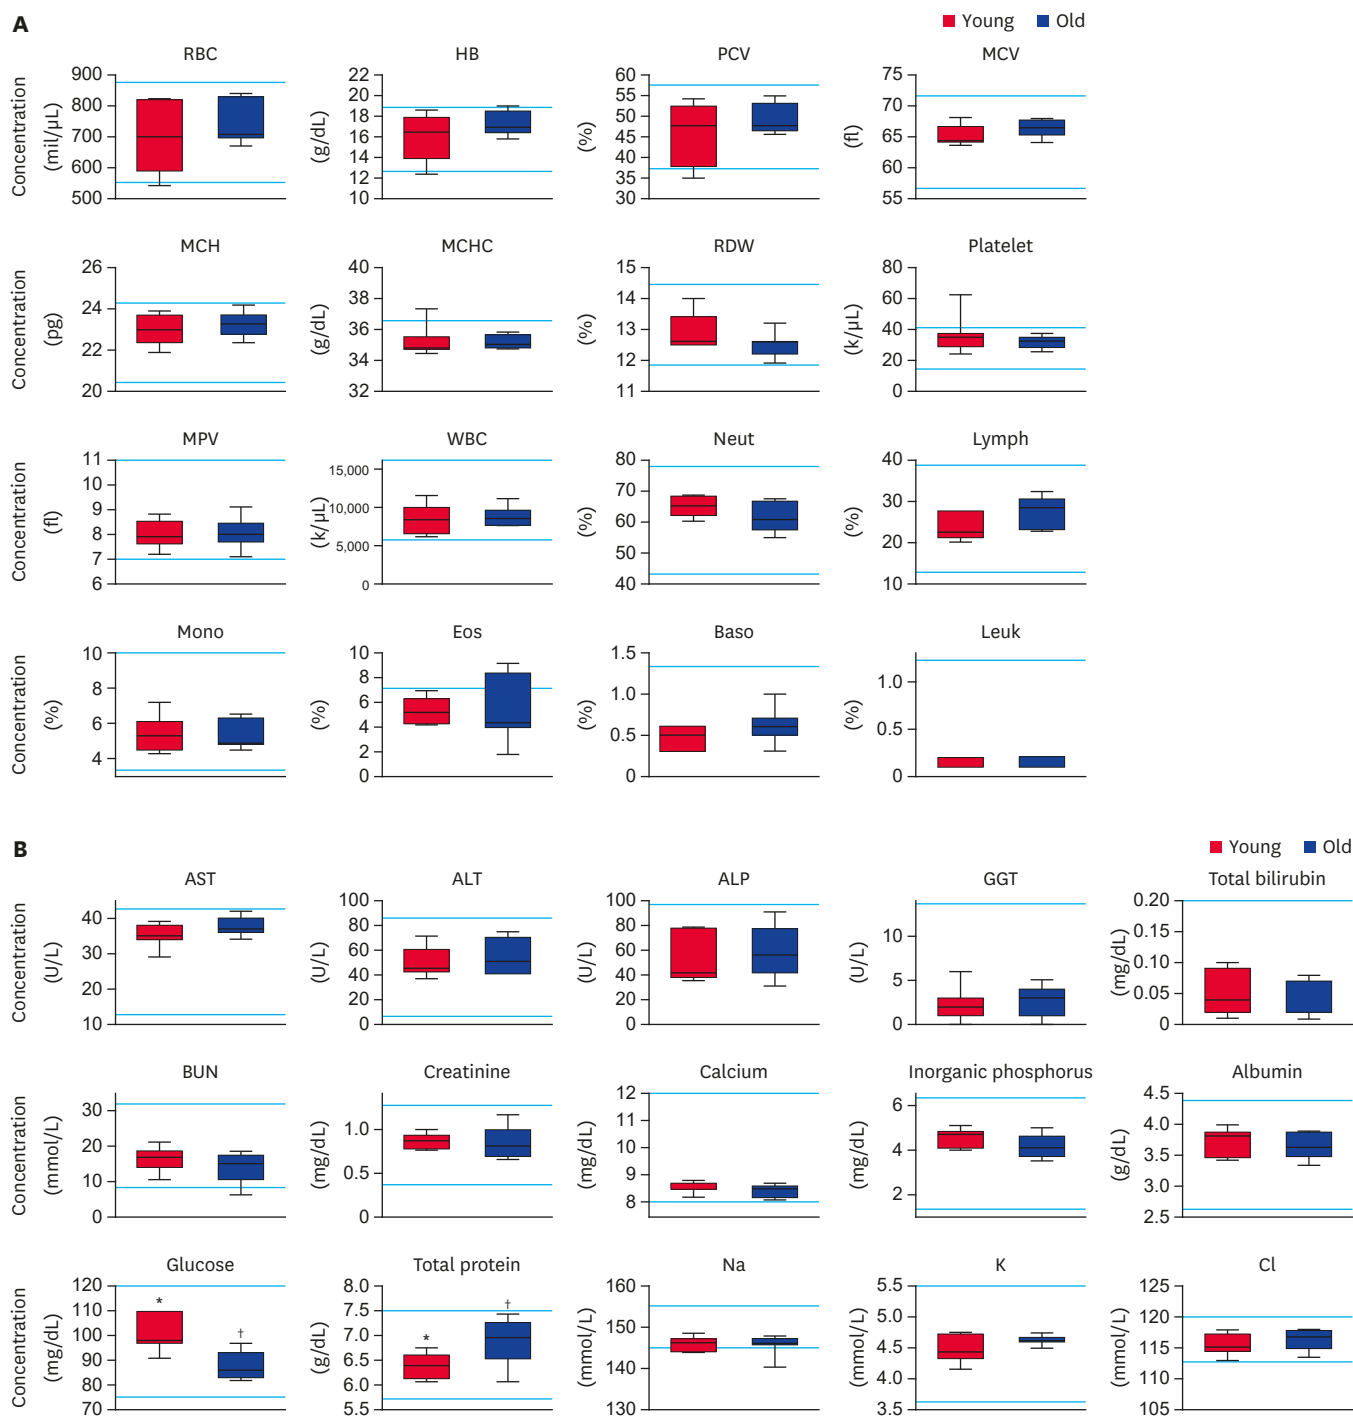 A
Young Old
RBC HB PCV MCV
Concentration (mil/μL) 900 800 700 600 500
(g/dL) 22 20 18 16 14 12 10
(%) 60 55 50 45 40 35 30
(fl) 75 70 65 60 55
MCH MCHC RDW Platelet
Concentration (pg) 26 24 22 20
(g/dL) 40 38 36 34 32
(%) 15 14 13 12 11
(k/μL) 80 60 40 20 0
MPV WBC Neut Lymph
Concentration (fl) 11 10 9 8 7 6
(k/μL) 15,000 10,000 5,000 0
(%) 80 70 60 50 40
(%) 40 30 20 10
Mono Eos Baso Leuk
Concentration (%) 10 8 6 4
(%) 10 8 6 4 2 0
(%) 1.5 1.0 0.5 0
(%) 1.0 0.5 0
B
Young Old
AST ALT ALP GGT Total bilirubin
Concentration (U/L) 40 30 20 10
(U/L) 100 80 60 40 20 0
(U/L) 100 80 60 40 20 0
(U/L) 10 5 0
(mg/dL) 0.20 0.15 0.10 0.05 0
BUN Creatinine Calcium Inorganic phosphorus Albumin
Concentration (mmol/L) 30 20 10 0
(mg/dL) 1.0 0.5 0
(mg/dL) 12 11 10 9 8
(mg/dL) 6 4 2
(g/dL) 4.5 4.0 3.5 3.0 2.5
Glucose Total protein Na K Cl
Concentration (mg/dL) 120 110 100 90 80 70 * †
(g/dL) 8.0 7.5 7.0 6.5 6.0 5.5 * †
(mmol/L) 160 150 140 130
(mmol/L) 5.5 5.0 4.5 4.0 3.5
(mmol/L) 125 120 115 110 105